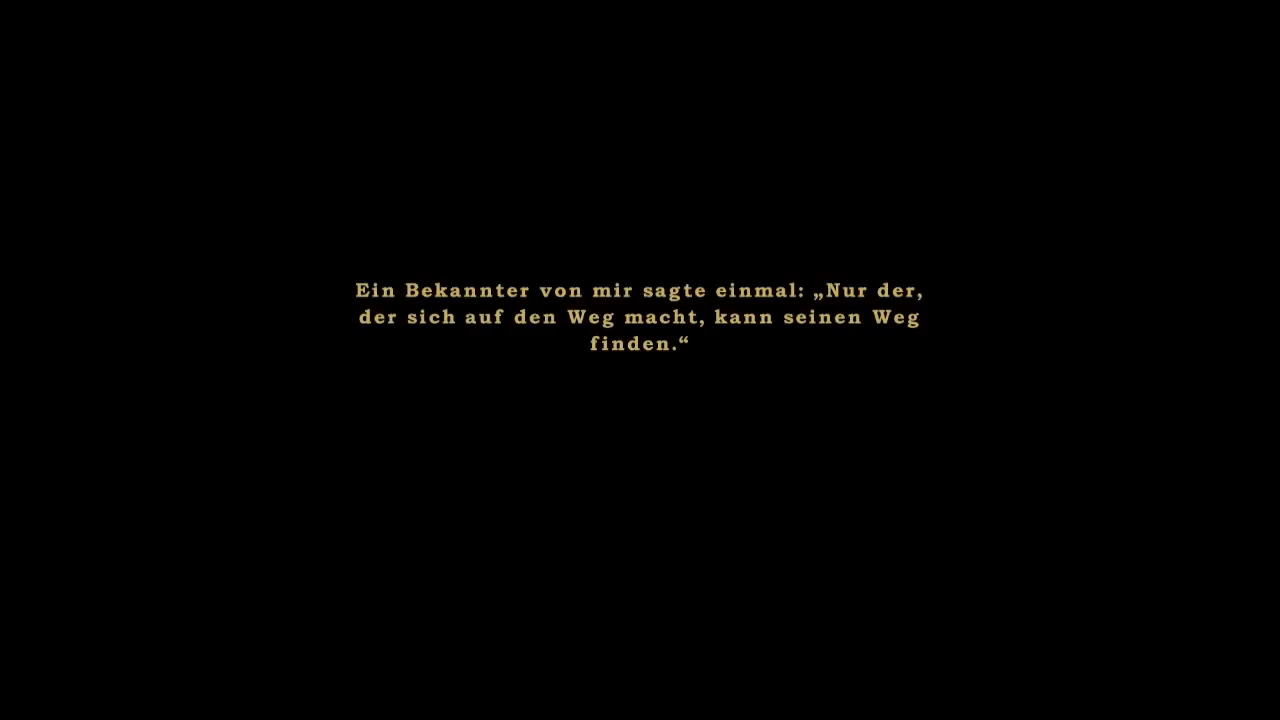 Ein Bekannter von mir sagte einmal: „Nur der,
der sich auf den Weg macht, kann seinen Weg
finden.“